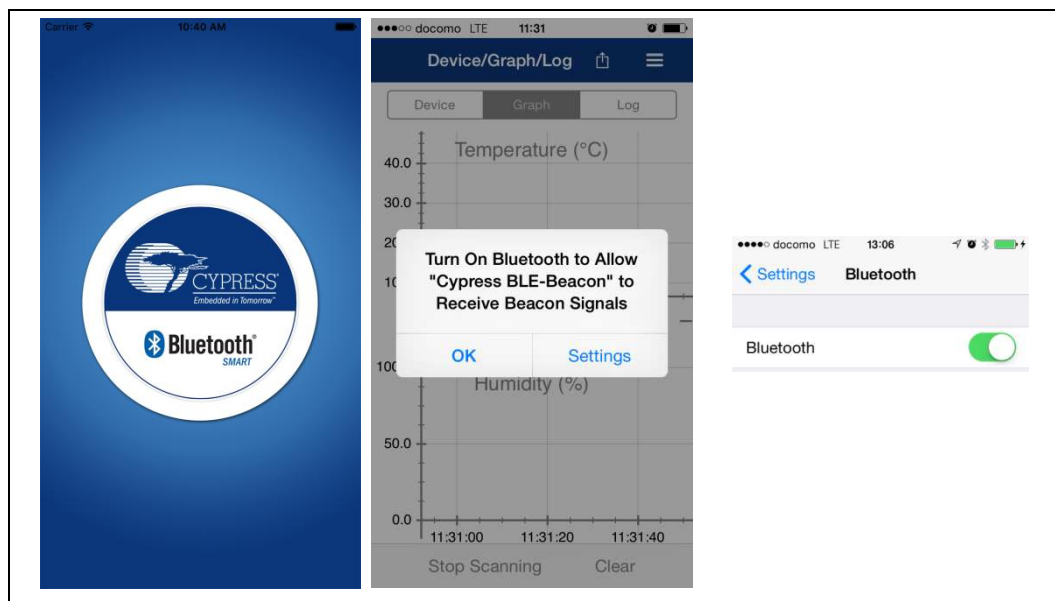 Carrier 10:40 AM
CYPRESS
Embedded in Tomorrow™
Bluetooth®
SMART
docomo LTE 11:31
Device/Graph/Log
Device Graph Log
Temperature (°C)
40.0
30.0
20
10
Turn On Bluetooth to Allow
"Cypress BLE-Beacon" to
Receive Beacon Signals
OK Settings
100
Humidity (%)
50.0
0.0
11:31:00 11:31:20 11:31:40
Stop Scanning Clear
docomo LTE 13:06
Settings Bluetooth
Bluetooth